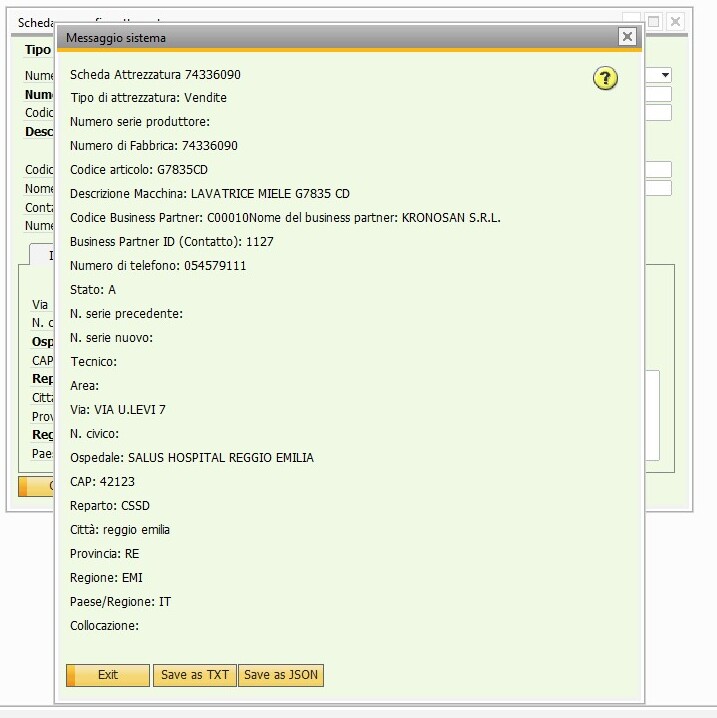 Scheda
Messaggio sistema
Tipo
Nume
Num
Codic
Desc
Codic
Nome
Conta
Nume
Via
N. c
Osp
CAP
Rep
Città
Prov
Reg
Paes
Scheda Attrezzatura 74336090
Tipo di attrezzatura: Vendite
Numero serie produttore:
Numero di Fabbrica: 74336090
Codice articolo: G7835CD
Descrizione Macchina: LAVATRICE MIELE G7835 CD
Codice Business Partner: C00010Nome del business partner: KRONOSAN S.R.L.
Business Partner ID (Contatto): 1127
Numero di telefono: 054579111
Stato: A
N. serie precedente:
N. serie nuovo:
Tecnico:
Area:
Via: VIA U.LEVI 7
N. civico:
Ospedale: SALUS HOSPITAL REGGIO EMILIA
CAP: 42123
Reparto: CSSD
Città: reggio emilia
Provincia: RE
Regione: EMI
Paese/Regione: IT
Collocazione:
Exit Save as TXT Save as JSON